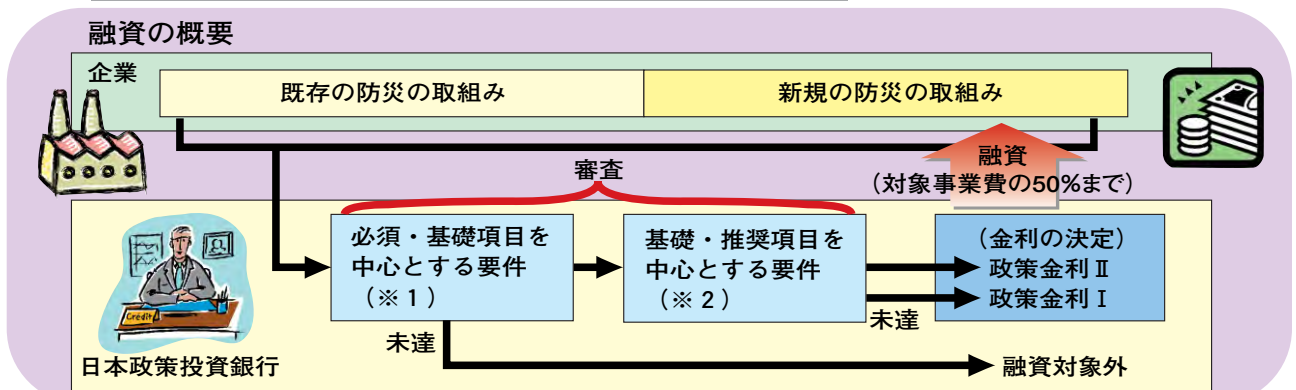 融資の概要
企業
既存の防災の取組み
新規の防災の取組み
融資
(対象事業費の50%まで)
審査
必須・基礎項目を
中心とする要件
(※1)
基礎・推奨項目を
中心とする要件
(※2)
(金利の決定)
政策金利Ⅱ
政策金利Ⅰ
未達
未達
融資対象外
Credit
日本政策投資銀行